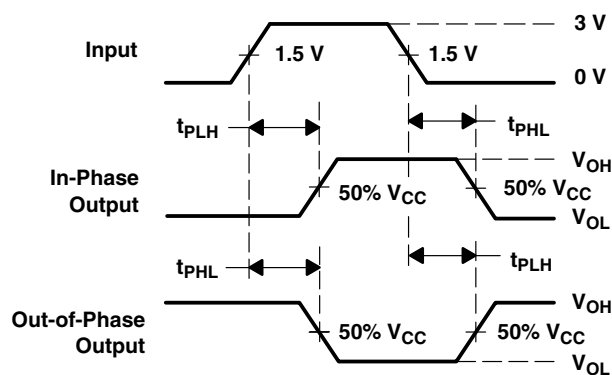 3 V
Input
1.5 V
1.5 V
0 V
tPLH
tPHL
VOH
In-Phase
Output
50% VCC
50% VCC
VOL
tPHL
tPLH
VOH
Out-of-Phase
Output
50% VCC
50% VCC
VOL